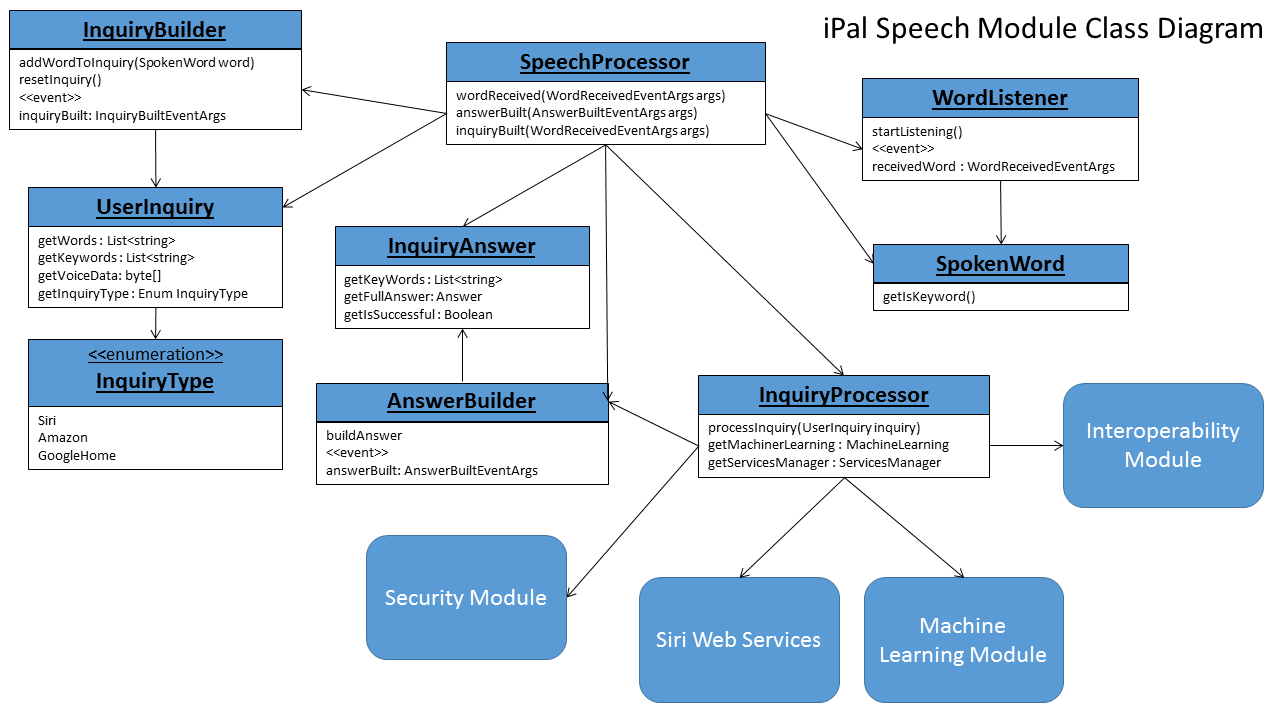 iPal Speech Module Class Diagram
InquiryBuilder
addWordToInquiry(SpokenWord word)
resetInquiry()
<<event>>
inquiryBuilt: InquiryBuiltEventArgs
SpeechProcessor
wordReceived(WordReceivedEventArgs args)
answerBuilt(AnswerBuiltEventArgs args)
inquiryBuilt(WordReceivedEventArgs args)
WordListener
startListening()
<<event>>
receivedWord : WordReceivedEventArgs
UserInquiry
getWords : List<string>
getKeywords : List<string>
getVoiceData: byte[]
getInquiryType : Enum InquiryType
InquiryAnswer
getKeyWords : List<string>
getFullAnswer: Answer
getIsSuccessful : Boolean
SpokenWord
getIsKeyword()
<<enumeration>>
InquiryType
Siri
Amazon
GoogleHome
AnswerBuilder
buildAnswer
<<event>>
answerBuilt: AnswerBuiltEventArgs
InquiryProcessor
processInquiry(UserInquiry inquiry)
getMachinerLearning : MachineLearning
getServicesManager : ServicesManager
Interoperability
Module
Security Module
Siri Web Services
Machine
Learning Module